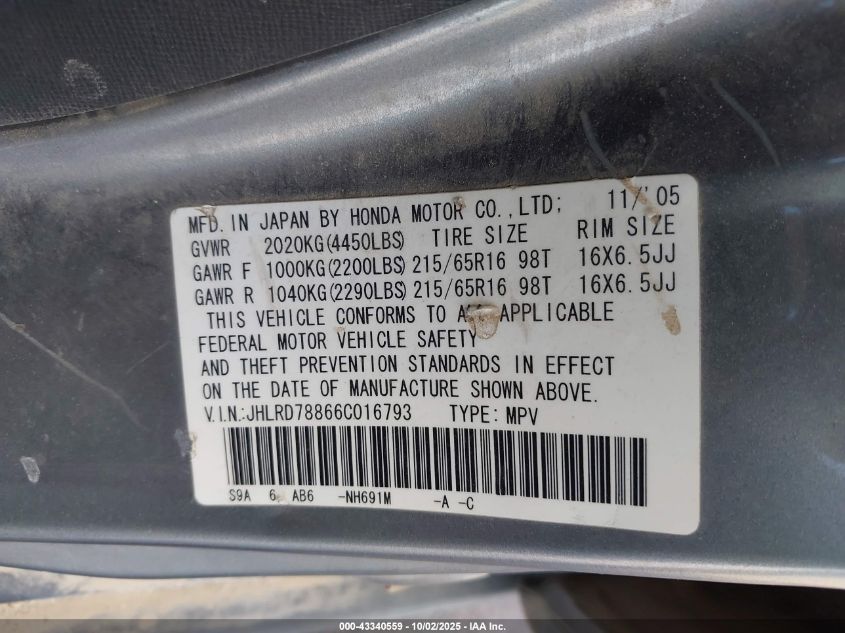 MFD. IN JAPAN BY HONDA MOTOR CO.,LTD; 11/'05
GVWR 2020KG(4450LBS) TIRE SIZE RIM SIZE
GAWR F 1000KG(2200LBS) 215/65R16 98T 16X6.5JJ
GAWR R 1040KG(2290LBS) 215/65R16 98T 16X6.5JJ
THIS VEHICLE CONFORMS TO APPLICABLE
FEDERAL MOTOR VEHICLE SAFETY
AND THEFT PREVENTION STANDARDS IN EFFECT
ON THE DATE OF MANUFACTURE SHOWN ABOVE.
V.I.N.:JHLRD78866C016793 TYPE: MPV
S9A 6 AB6 -NH691M -A -C
000-43340559 - 10/02/2025 - IAA Inc.